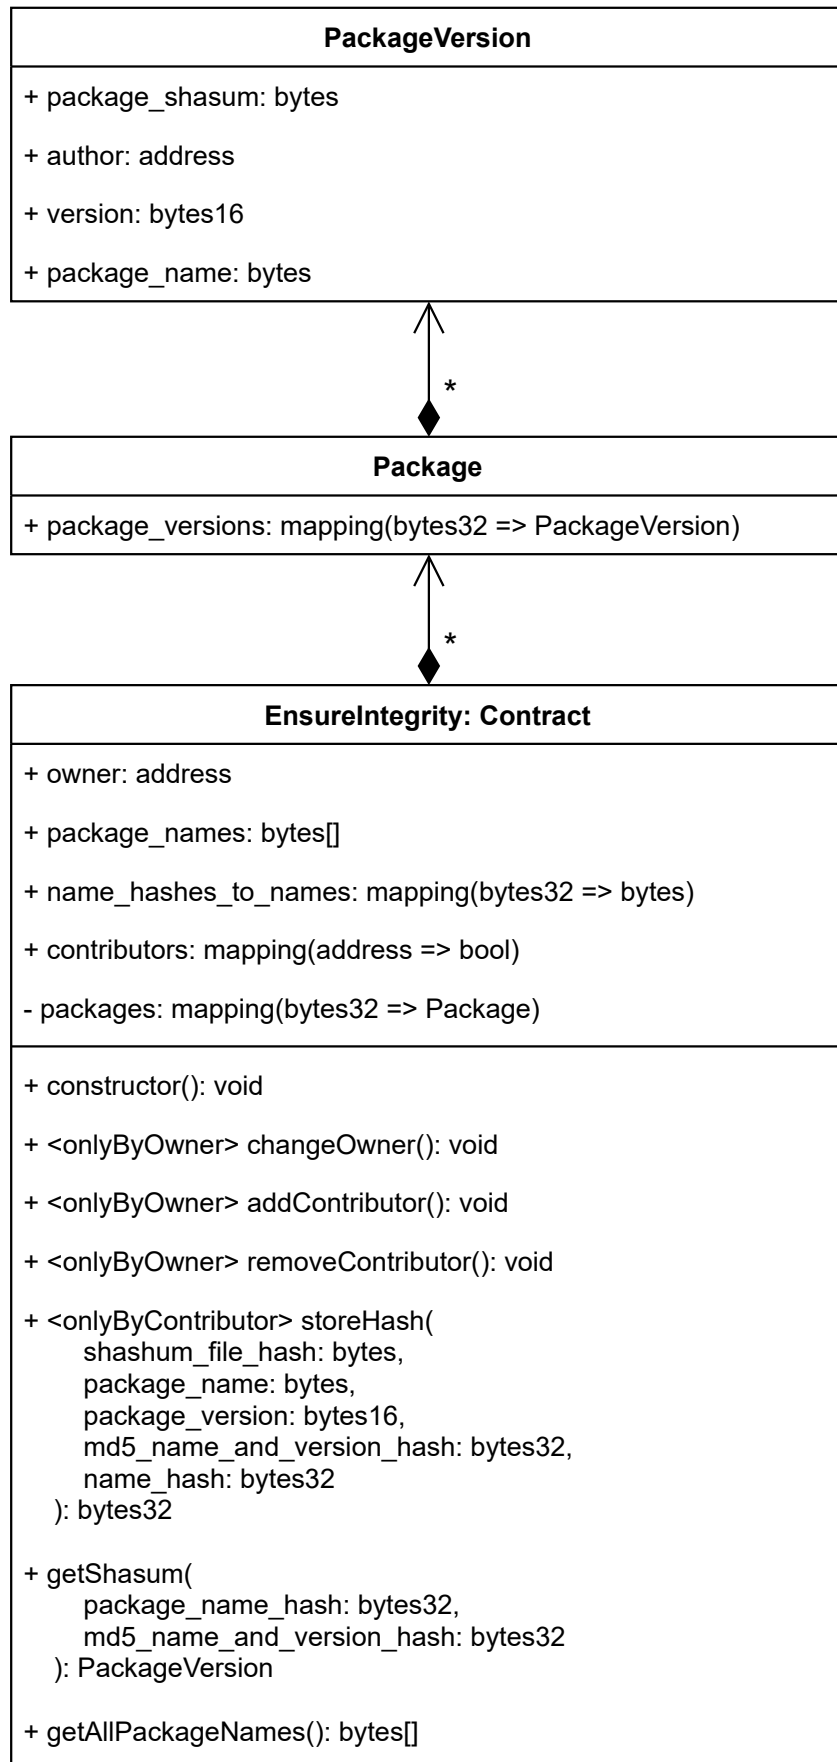 PackageVersion
+ package_shasum: bytes
+ author: address
+ version: bytes16
+ package_name: bytes
*
Package
+ package_versions: mapping(bytes32 => PackageVersion)
*
EnsureIntegrity: Contract
+ owner: address
+ package_names: bytes[]
+ name_hashes_to_names: mapping(bytes32 => bytes)
+ contributors: mapping(address => bool)
- packages: mapping(bytes32 => Package)
+ constructor(): void
+ <onlyByOwner> changeOwner(): void
+ <onlyByOwner> addContributor(): void
+ <onlyByOwner> removeContributor(): void
+ <onlyByContributor> storeHash(
shashum_file_hash: bytes,
package_name: bytes,
package_version: bytes16,
md5_name_and_version_hash: bytes32,
name_hash: bytes32
): bytes32
+ getShasum(
package_name_hash: bytes32,
md5_name_and_version_hash: bytes32
): PackageVersion
+ getAllPackageNames(): bytes[]